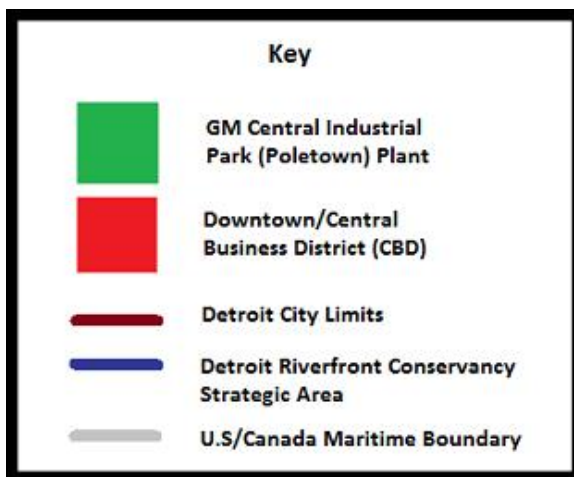 Key
GM Central Industrial
Park (Poletown) Plant
Downtown/Central
Business District (CBD)
Detroit City Limits
Detroit Riverfront Conservancy
Strategic Area
U.S/Canada Maritime Boundary